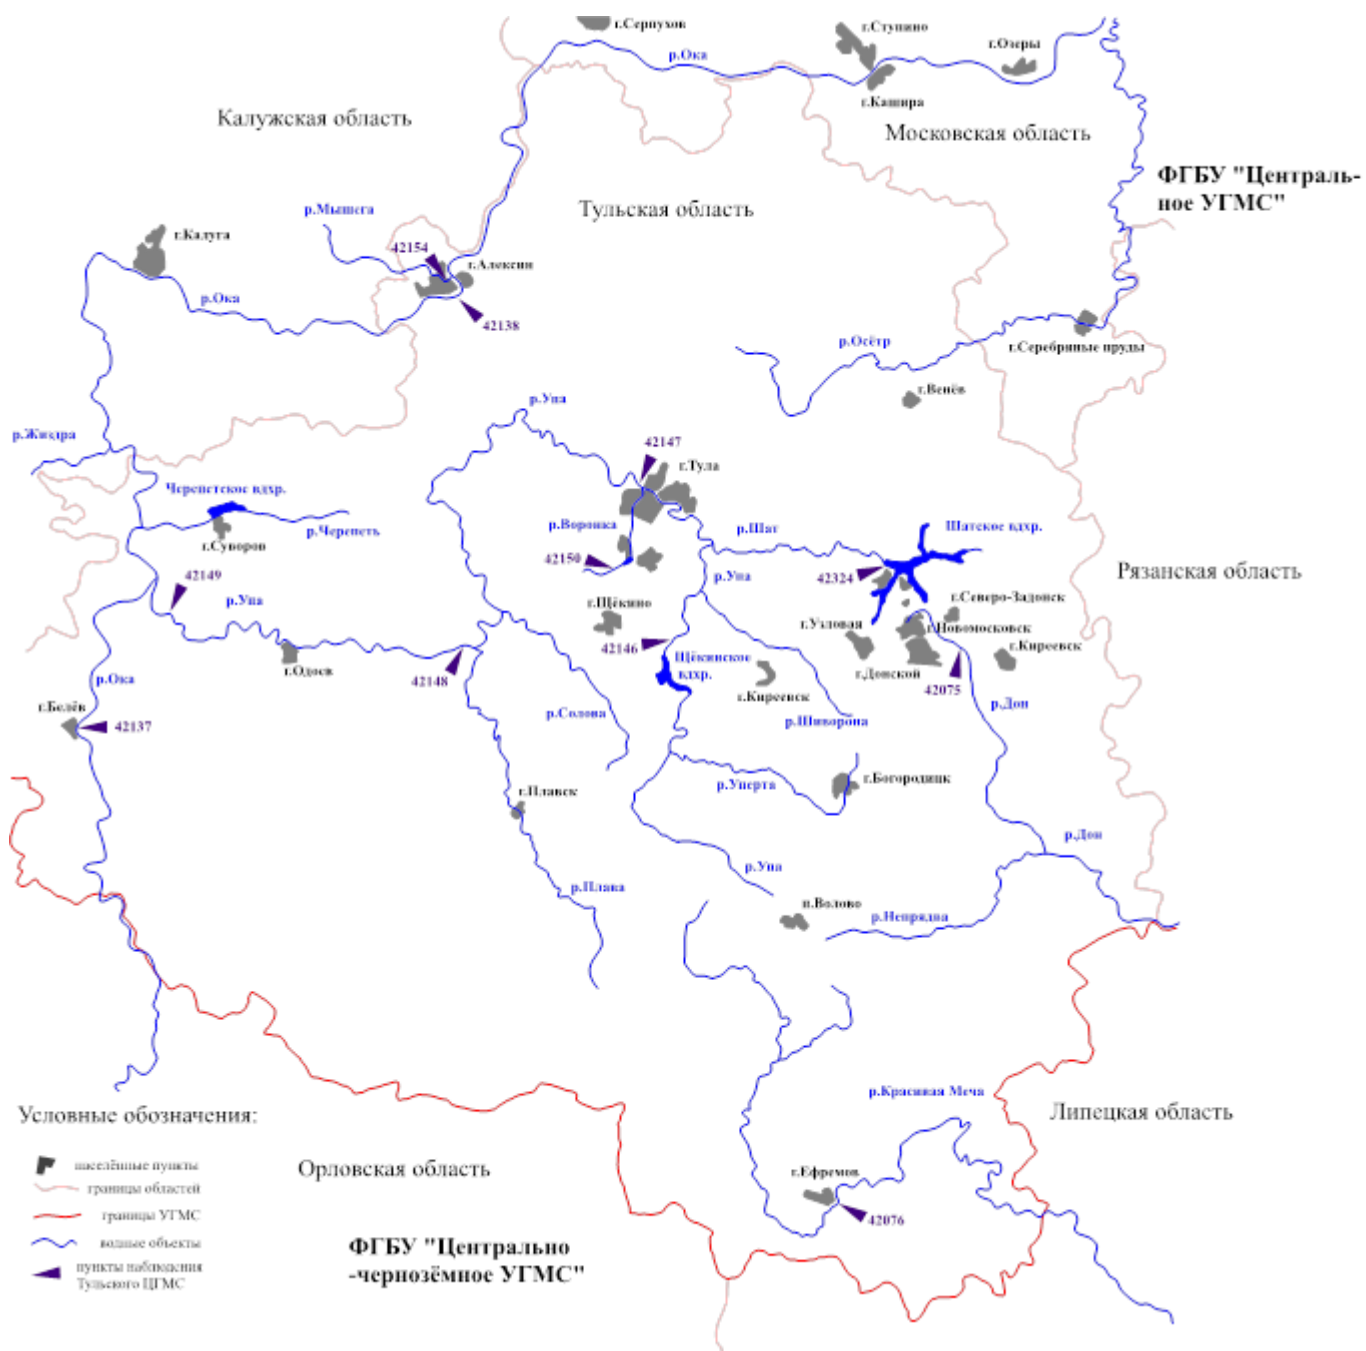 г.Серпухов
г.Ступино
р.Ока
г.Озеры
г.Кашира
Калужская область
Московская область
ФГБУ "Централь-
ное УГМС"
р.Мышега
Тульская область
г.Калуга
42154
г.Алексин
р.Ока
42138
р.Осётр
г.Серебряные пруды
г.Венёв
р.Упа
р.Жиздра
42147
г.Тула
Черепетское вдхр.
р.Черепеть
г.Суворов
р.Воронка
р.Шат
Шатское вдхр.
42150
42149
р.Упа
42324
Рязанская область
р.Упа
г.Щёкино
г.Северо-Задонск
г.Узловая
г.Новомосковск
42146
г.Киреевск
г.Одоев
42148
Щёкинское
вдхр.
г.Киреевск
г.Донской
42075
р.Ока
г.Белёв
42137
р.Солова
р.Шиворона
р.Дон
р.Уперта
г.Богородицк
г.Плавск
р.Дон
р.Упа
р.Плава
п.Волово
р.Непрядва
р.Красивая Меча
Липецкая область
Условные обозначения:
населённые пункты
границы областей
границы УГМС
водные объекты
пункты наблюдения
Тульского ЦГМС
Орловская область
г.Ефремов
42076
ФГБУ "Центрально
-чернозёмное УГМС"